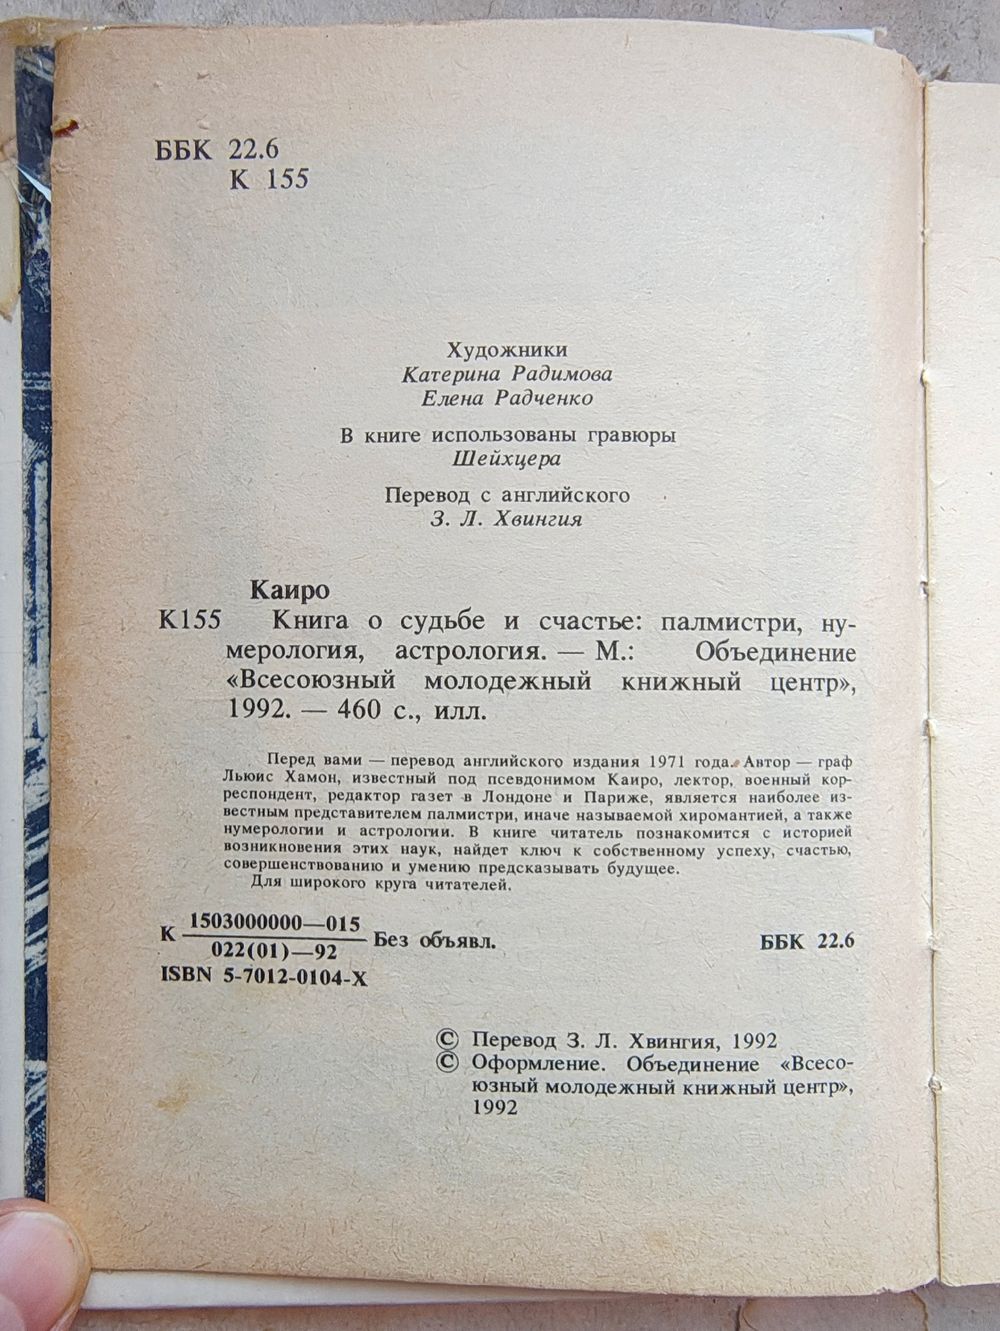 ББК 22.6
К 155
Художники
Катерина Радимова
Елена Радченко
В книге использованы гравюры
Шейхцера
Перевод с английского
З. Л. Хвингия
Каиро
К155 Книга о судьбе и счастье: палмистри, ну-
мерология, астрология. — М.: Объединение
«Всесоюзный молодежный книжный центр»,
1992. — 460 с., илл.
Перед вами — перевод английского издания 1971 года. Автор — граф
Льюис Хамон, известный под псевдонимом Каиро, лектор, военный кор-
респондент, редактор газет в Лондоне и Париже, является наиболее из-
вестным представителем палмистри, иначе называемой хиромантией, а также
нумерологии и астрологии. В книге читатель познакомится с историей
возникновения этих наук, найдет ключ к собственному успеху, счастью,
совершенствованию и умению предсказывать будущее.
Для широкого круга читателей.
К 1503000000—015
022(01)—92 Без объявл. ББК 22.6
ISBN 5-7012-0104-X
© Перевод З. Л. Хвингия, 1992
© Оформление. Объединение «Всесо-
юзный молодежный книжный центр»,
1992